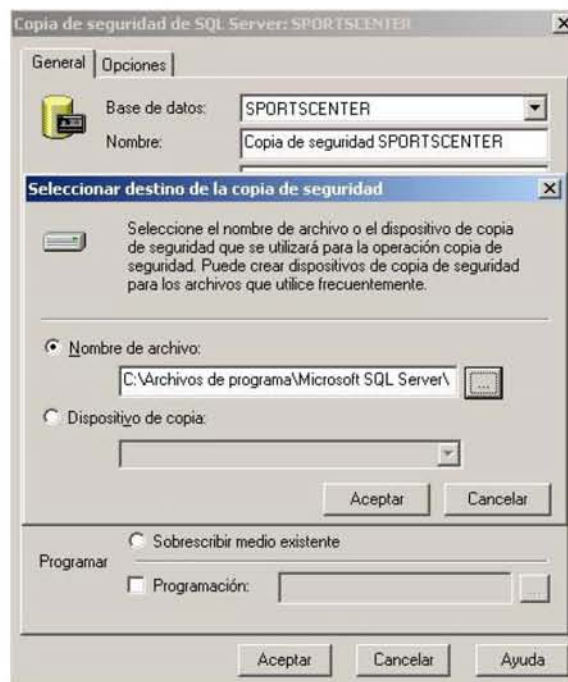 Copia de seguridad de SQL Server: SPORTSCENTER
General Opciones
Base de datos: SPORTSCENTER
Nombre: Copia de seguridad SPORTSCENTER
Seleccionar destino de la copia de seguridad
Seleccione el nombre de archivo o el dispositivo de copia
de seguridad que se utilizará para la operación copia de
seguridad. Puede crear dispositivos de copia de seguridad
para los archivos que utilice frecuentemente.
Nombre de archivo:
C:\Archivos de programa\Microsoft SQL Server\ ...
Dispositivo de copia:
Aceptar Cancelar
Sobrescribir medio existente
Programar
Programación: ...
Aceptar Cancelar Ayuda